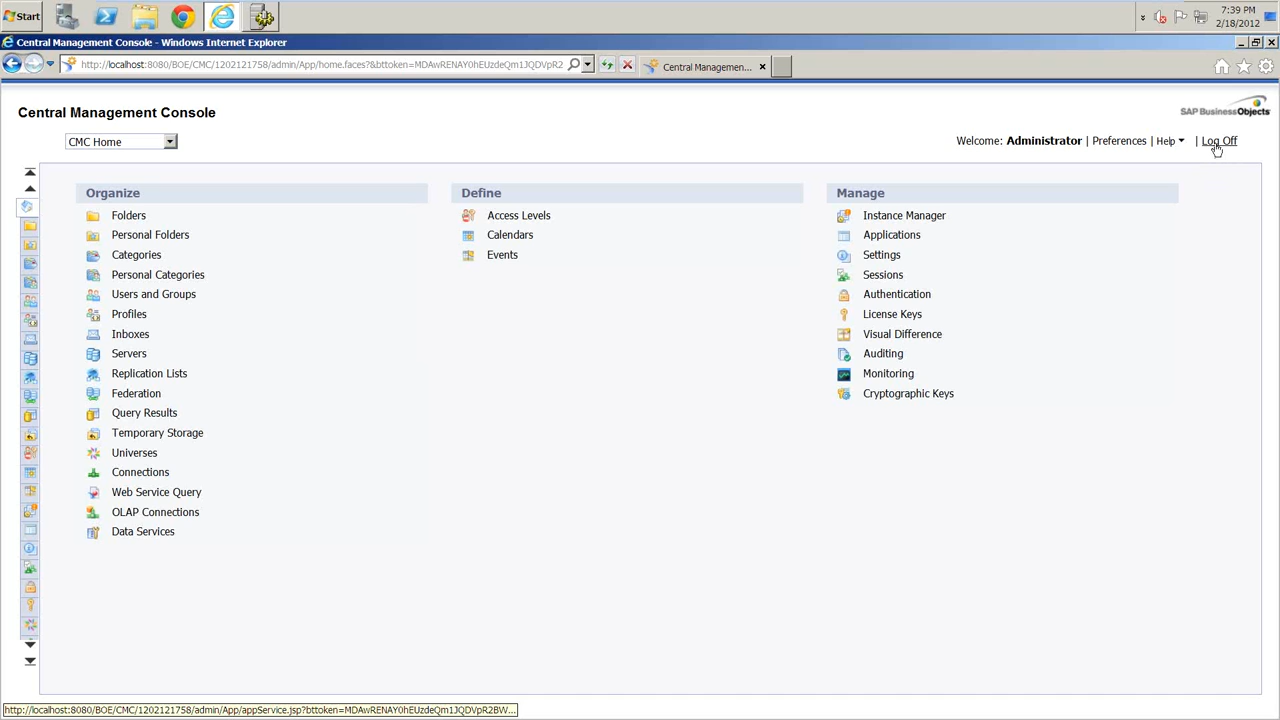 Start
7:39 PM
2/18/2012
Central Management Console - Windows Internet Explorer
http://localhost:8080/BOE/CMC/1202121758/admin/App/home.faces?&bttoken=MDAwRENAY0hEUzdeQm1JQDVpR2
Central Managemen...
Central Management Console
SAP BusinessObjects
CMC Home
Welcome: Administrator | Preferences | Help | Log Off
Organize
Folders
Personal Folders
Categories
Personal Categories
Users and Groups
Profiles
Inboxes
Servers
Replication Lists
Federation
Query Results
Temporary Storage
Universes
Connections
Web Service Query
OLAP Connections
Data Services
Define
Access Levels
Calendars
Events
Manage
Instance Manager
Applications
Settings
Sessions
Authentication
License Keys
Visual Difference
Auditing
Monitoring
Cryptographic Keys
http://localhost:8080/BOE/CMC/1202121758/admin/App/appService.jsp?bttoken=MDAwRENAY0hEUzdeQm1JQDVpR2BW...